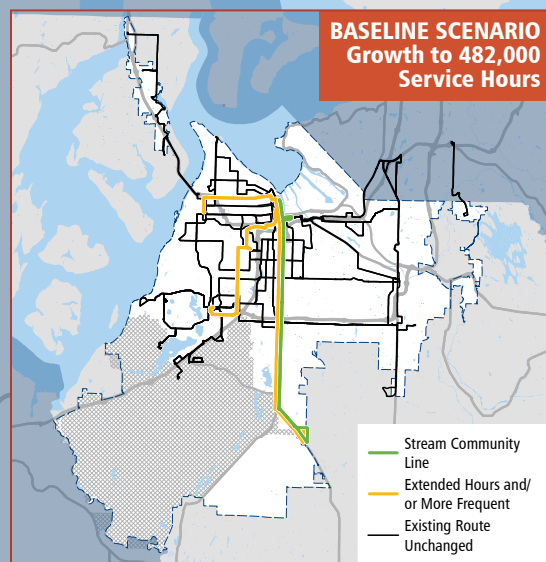 BASELINE SCENARIO
Growth to 482,000
Service Hours
Stream Community
Line
Extended Hours and/
or More Frequent
Existing Route
Unchanged